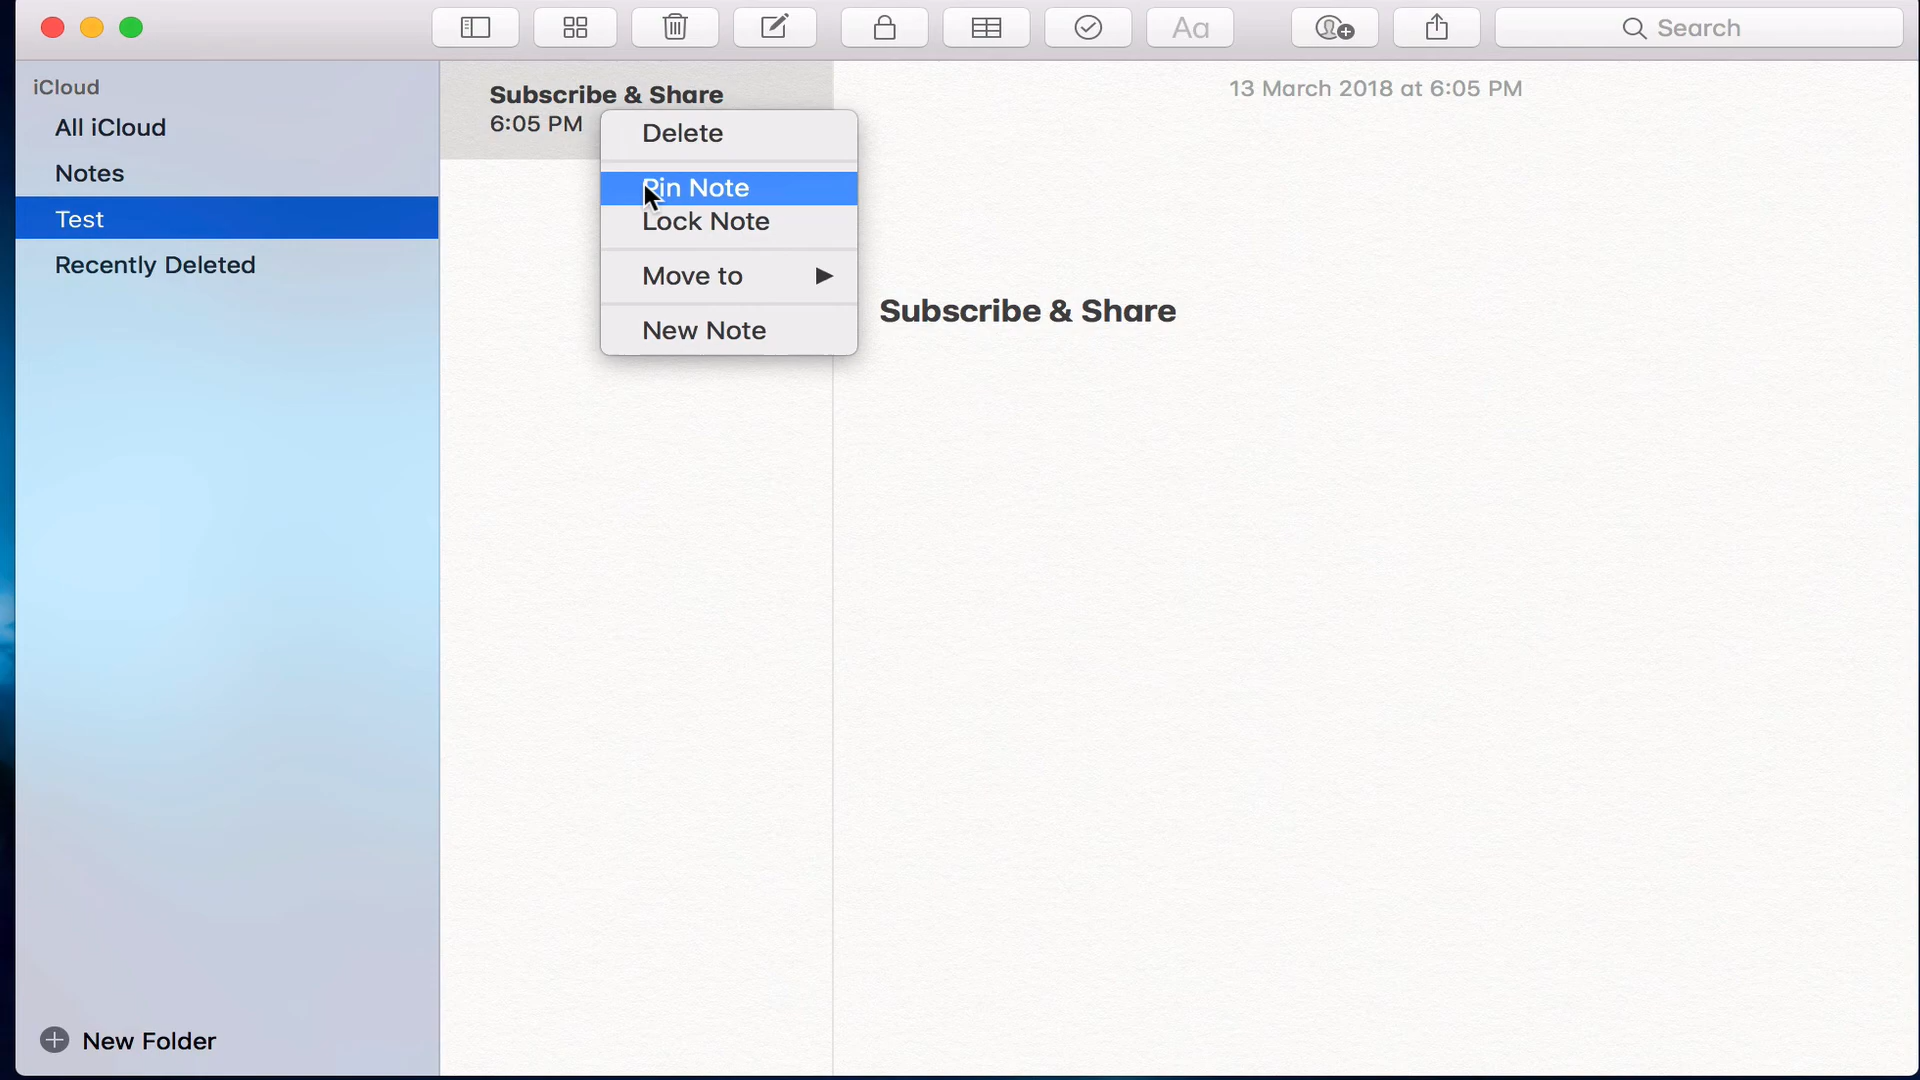 Aa
Search
iCloud
All iCloud
Notes
Test
Recently Deleted
New Folder
Subscribe & Share
6:05 PM
Delete
Pin Note
Lock Note
Move to
New Note
13 March 2018 at 6:05 PM
Subscribe & Share